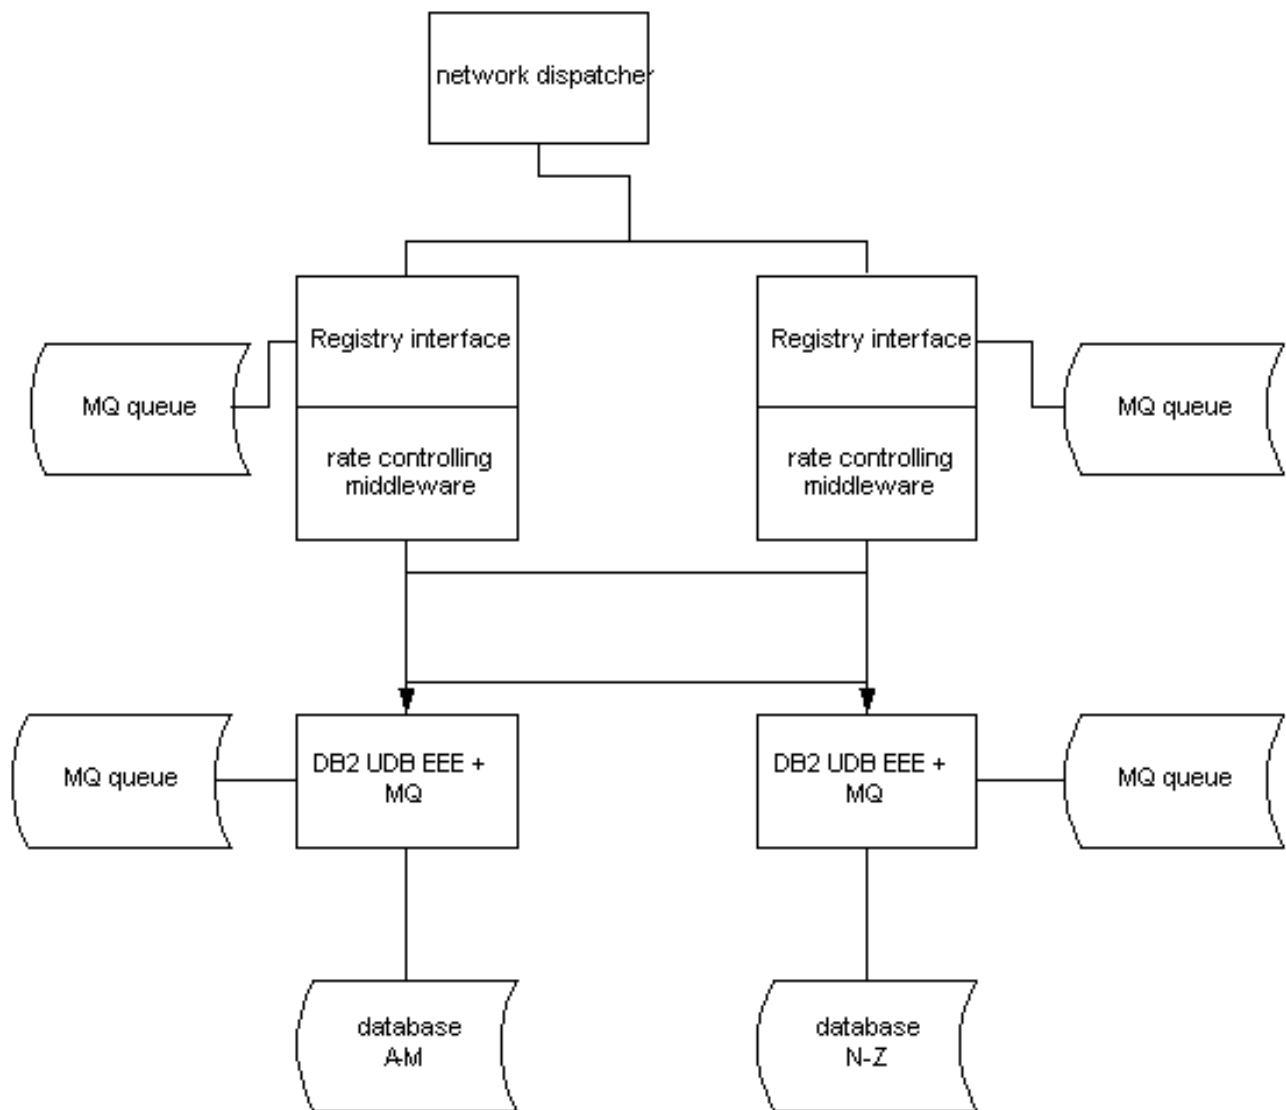 network dispatcher
Registry interface
Registry interface
MQ queue
MQ queue
rate controlling
middleware
rate controlling
middleware
MQ queue
DB2 UDB EEE +
MQ
DB2 UDB EEE +
MQ
MQ queue
database
A-M
database
N-Z